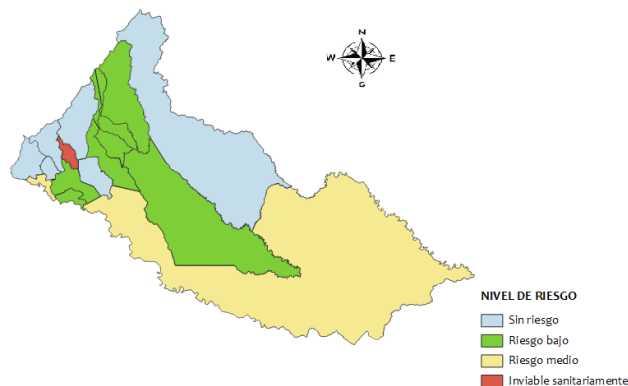 N
W E
S
NIVEL DE RIESGO
Sin riesgo
Riesgo bajo
Riesgo medio
Inviable sanitariamente